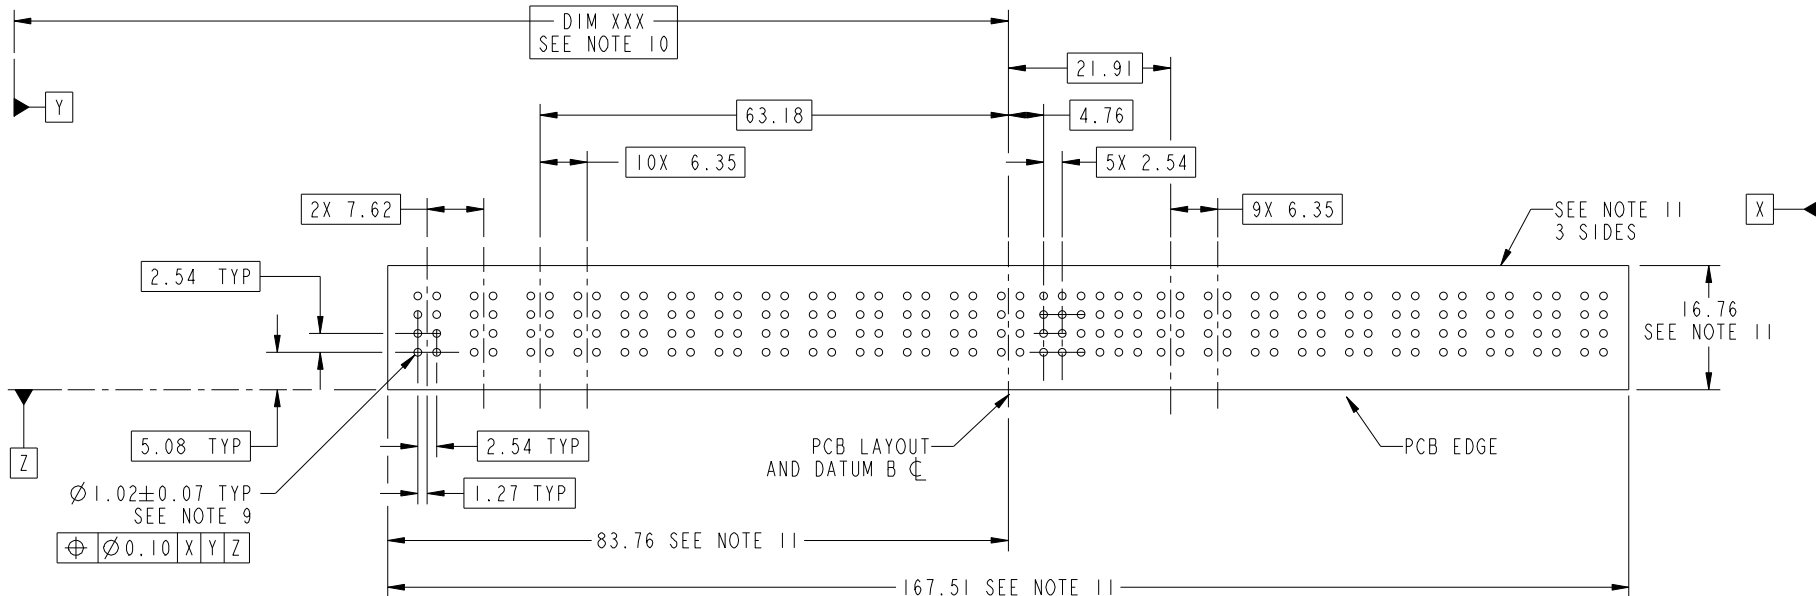 DIM XXX
SEE NOTE 10
21.91
Y
63.18
4.76
10X 6.35
5X 2.54
2X 7.62
9X 6.35
SEE NOTE 11
3 SIDES
X
2.54 TYP
16.76
SEE NOTE 11
5.08 TYP
2.54 TYP
PCB LAYOUT
AND DATUM B ℄
PCB EDGE
Z
Ø1.02±0.07 TYP
SEE NOTE 9
1.27 TYP
⌖ Ø0.10 X Y Z
83.76 SEE NOTE 11
167.51 SEE NOTE 11